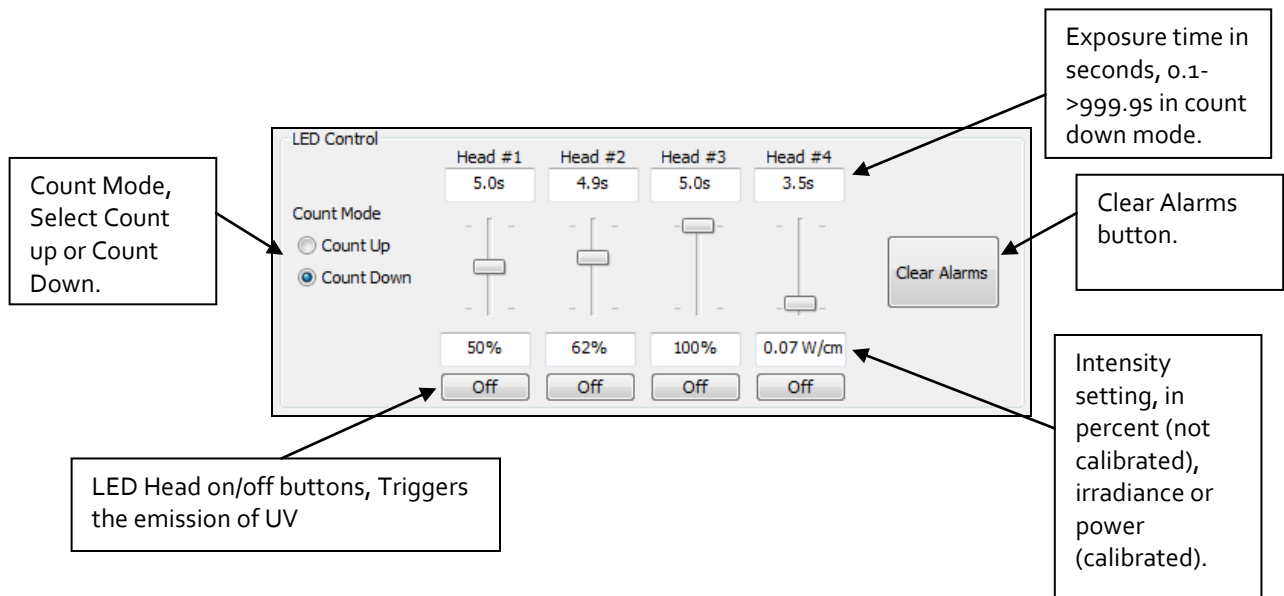 Exposure time in
seconds, 0.1-
>999.9s in count
down mode.
LED Control
Head #1 Head #2 Head #3 Head #4
5.0s 4.9s 5.0s 3.5s
Count Mode,
Select Count
up or Count
Down.
Count Mode
Count Up
Count Down
Clear Alarms
button.
Clear Alarms
50% 62% 100% 0.07 W/cm
Off Off Off Off
Intensity
setting, in
percent (not
calibrated),
irradiance or
power
(calibrated).
LED Head on/off buttons, Triggers
the emission of UV